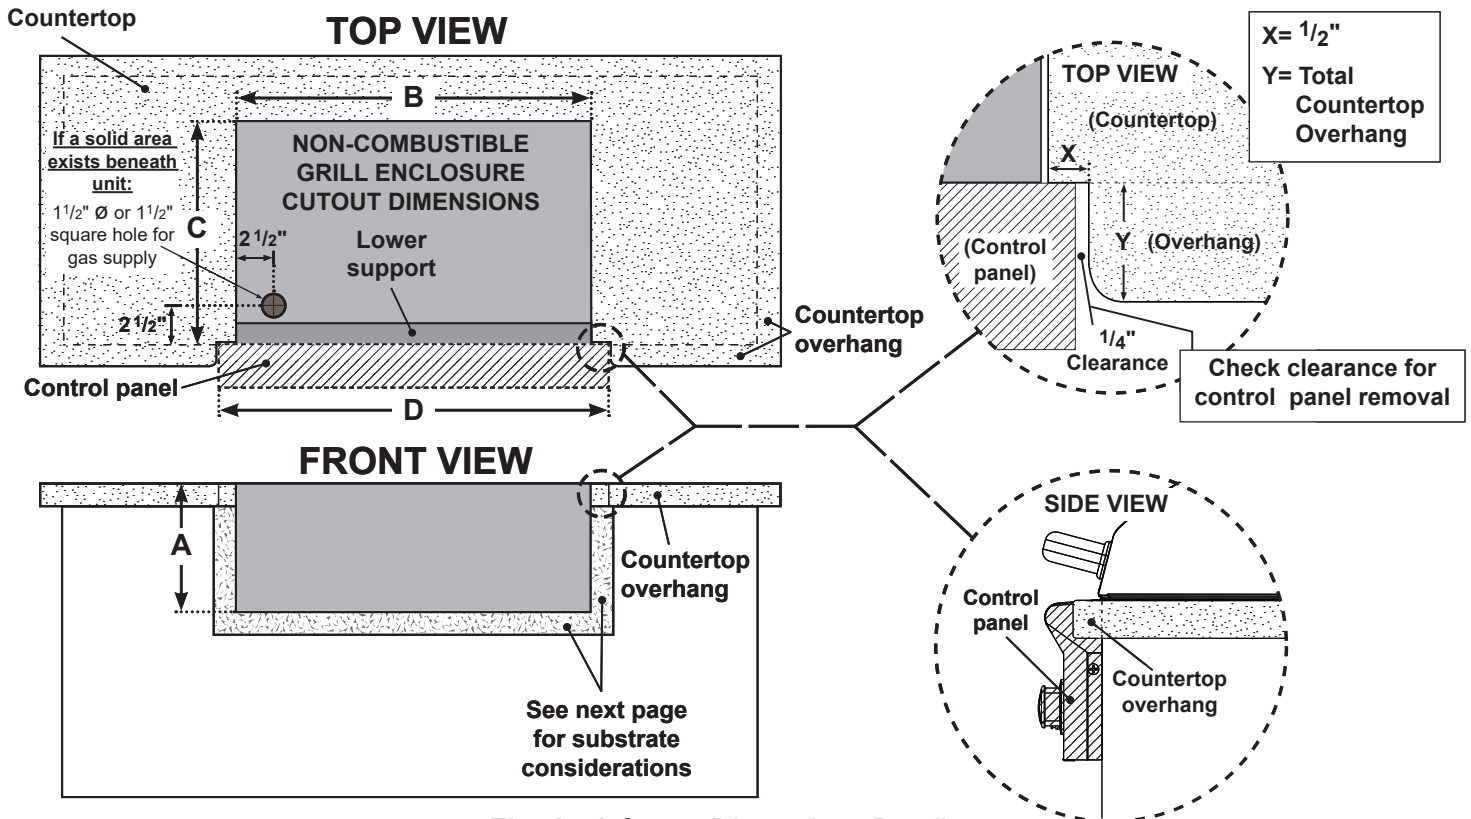 Countertop
TOP VIEW
B
If a solid area
exists beneath
unit:
1 1/2" Ø or 1 1/2"
square hole for
gas supply
C
NON-COMBUSTIBLE
GRILL ENCLOSURE
CUTOUT DIMENSIONS
2 1/2"
Lower
support
2 1/2"
Countertop
overhang
Control panel
D
TOP VIEW
(Countertop)
X
(Control
panel)
Y
(Overhang)
1/4"
Clearance
X= 1/2"
Y= Total
Countertop
Overhang
Check clearance for
control panel removal
FRONT VIEW
A
Countertop
overhang
See next page
for substrate
considerations
SIDE VIEW
Control
panel
Countertop
overhang